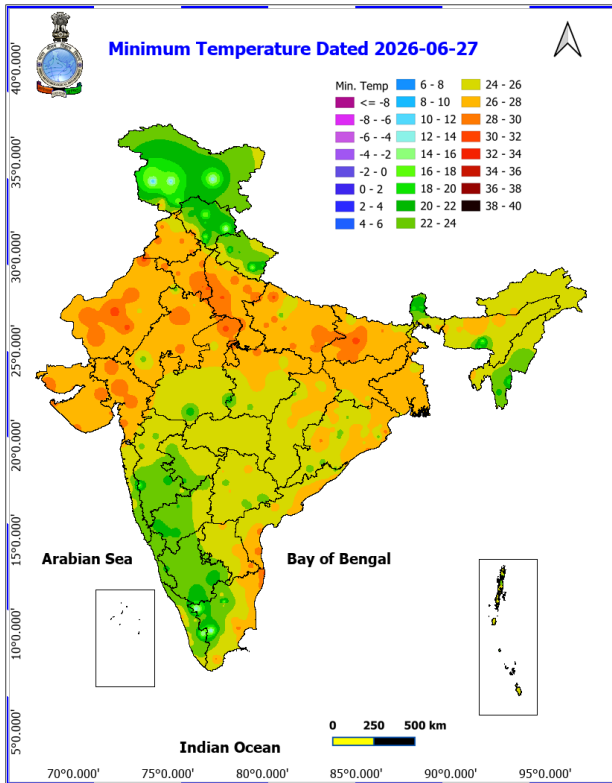 Minimum Temperature Dated 2026-06-27
Min. Temp
<= -8
-8 - -6
-6 - -4
-4 - -2
-2 - 0
0 - 2
2 - 4
4 - 6
6 - 8
8 - 10
10 - 12
12 - 14
14 - 16
16 - 18
18 - 20
20 - 22
22 - 24
24 - 26
26 - 28
28 - 30
30 - 32
32 - 34
34 - 36
36 - 38
38 - 40
40°0.000'
35°0.000'
30°0.000'
25°0.000'
20°0.000'
15°0.000'
10°0.000'
5°0.000'
Arabian Sea
Bay of Bengal
0 250 500 km
Indian Ocean
70°0.000' 75°0.000' 80°0.000' 85°0.000' 90°0.000' 95°0.000'